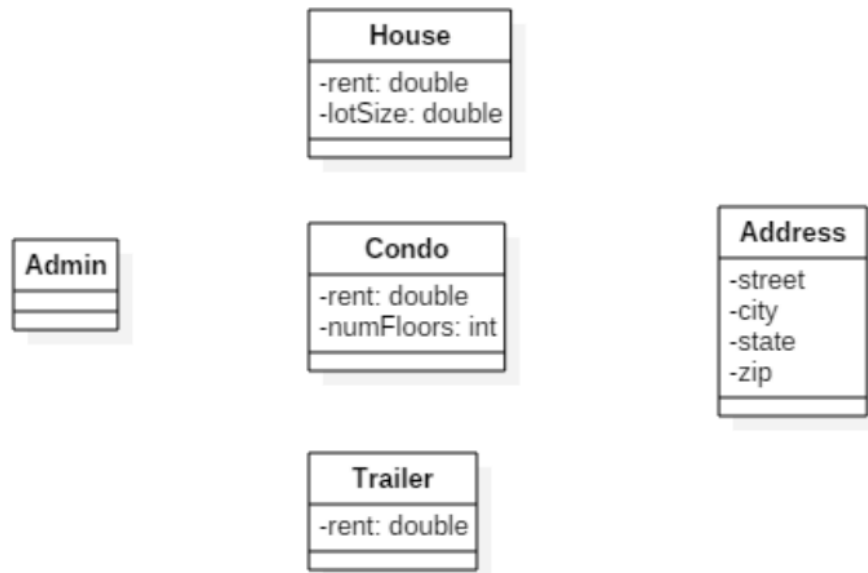 House
-rent: double
-lotSize: double
Admin
Condo
-rent: double
-numFloors: int
Address
-street
-city
-state
-zip
Trailer
-rent: double